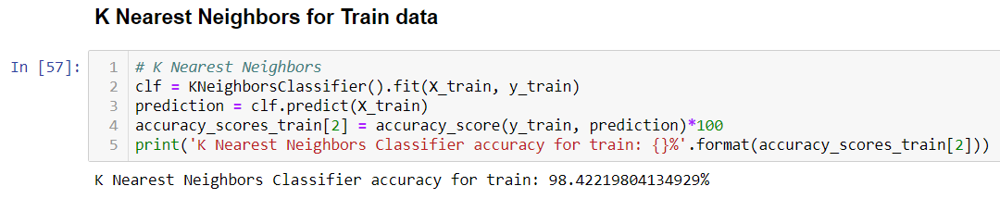 K Nearest Neighbors for Train data
In [57]:
1 # K Nearest Neighbors
2 clf = KNeighborsClassifier().fit(X_train, y_train)
3 prediction = clf.predict(X_train)
4 accuracy_scores_train[2] = accuracy_score(y_train, prediction)*100
5 print('K Nearest Neighbors Classifier accuracy for train: {}%'.format(accuracy_scores_train[2]))
K Nearest Neighbors Classifier accuracy for train: 98.42219804134929%